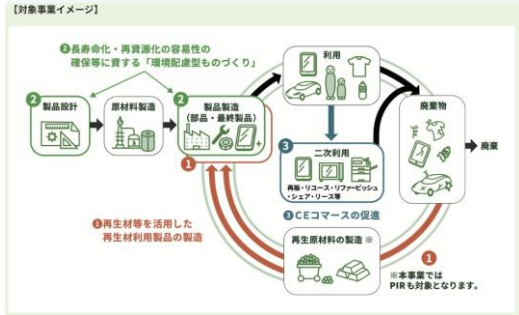 【対象事業イメージ】
❷長寿命化・再資源化の容易性の
確保等に資する「環境配慮型ものづくり」
❷
製品設計
原材料製造
❷
製品製造
(部品・最終製品)
❶
利用
❸
二次利用
再販・リユース・リファービッシュ
・シェア・リース等
❸CEコマースの促進
廃棄物
廃棄
❶再生材等を活用した
再生材利用製品の製造
再生原材料の製造 ※
❶
※本事業では
PIRも対象となります。